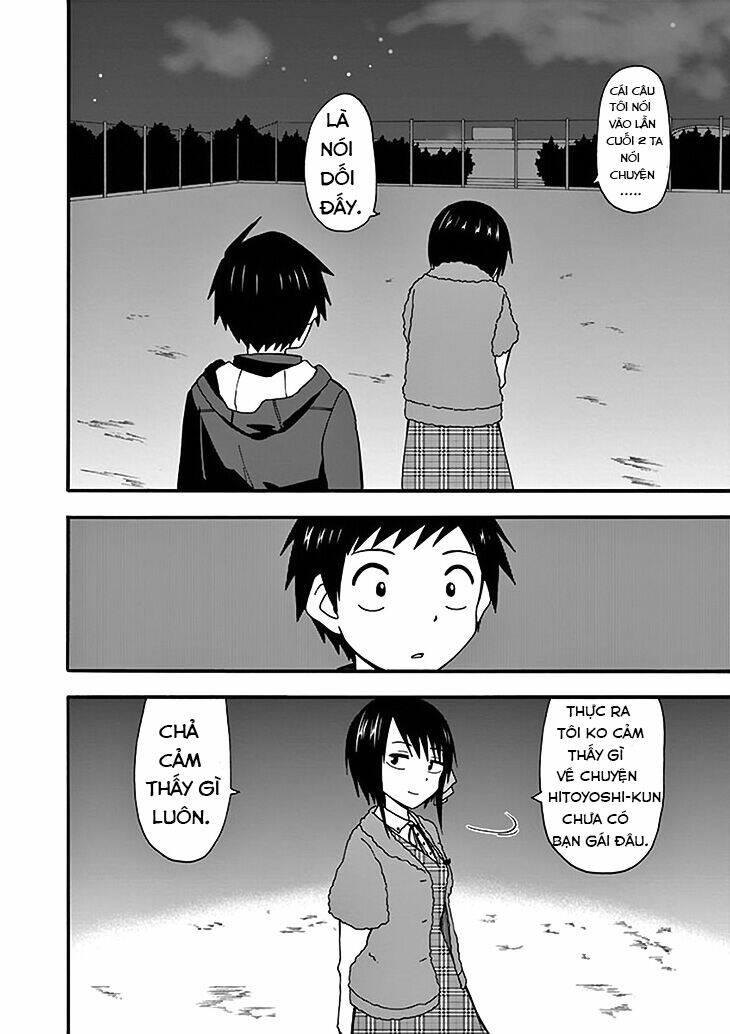 CÁI CÂU
TÔI NÓI
VÀO LẦN
CUỐI 2 TA
NÓI
CHUYỆN
.....
LÀ
NÓI
DỐI
ĐẤY.
THỰC RA
TÔI KO CẢM
THẤY GÌ
VỀ CHUYỆN
HITOYOSHI-KUN
CHƯA CÓ
BẠN GÁI ĐÂU.
CHẢ
CẢM
THẤY GÌ
LUÔN.